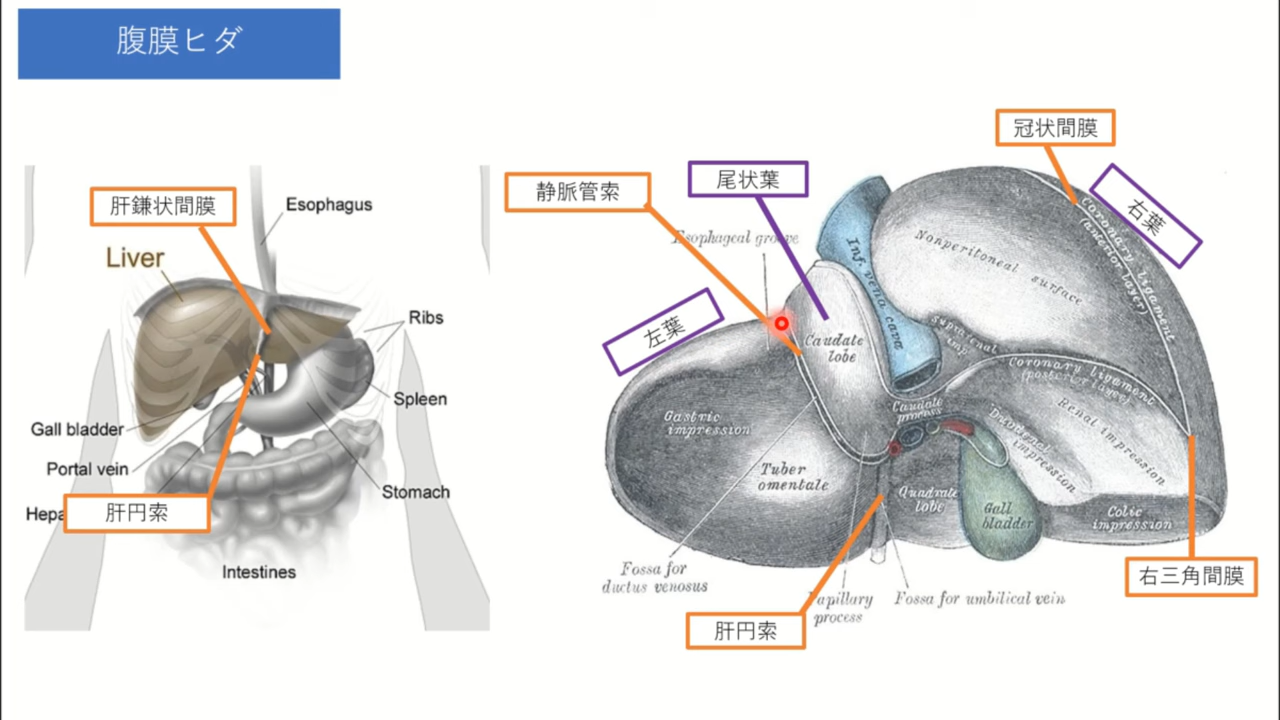 腹膜ヒダ
肝鎌状間膜
Esophagus
Liver
Ribs
Spleen
Gall bladder
Portal vein
Stomach
Hepa
肝円索
Intestines
冠状間膜
静脈管索
尾状葉
右葉
左葉
Esophageal groove
Inf. vena cava
Nonperitoneal surface
Coronary ligament
(anterior layer)
Caudate
lobe
suprarenal
imp.
Coronary ligament
(posterior layer)
Gastric
impression
Caudate
process
Duodenal
impression
Renal impression
Tuber
omentale
Quadrate
lobe
Gall
bladder
Colic
impression
Fossa for
ductus venosus
Papillary
process
Fossa for umbilical vein
右三角間膜
肝円索